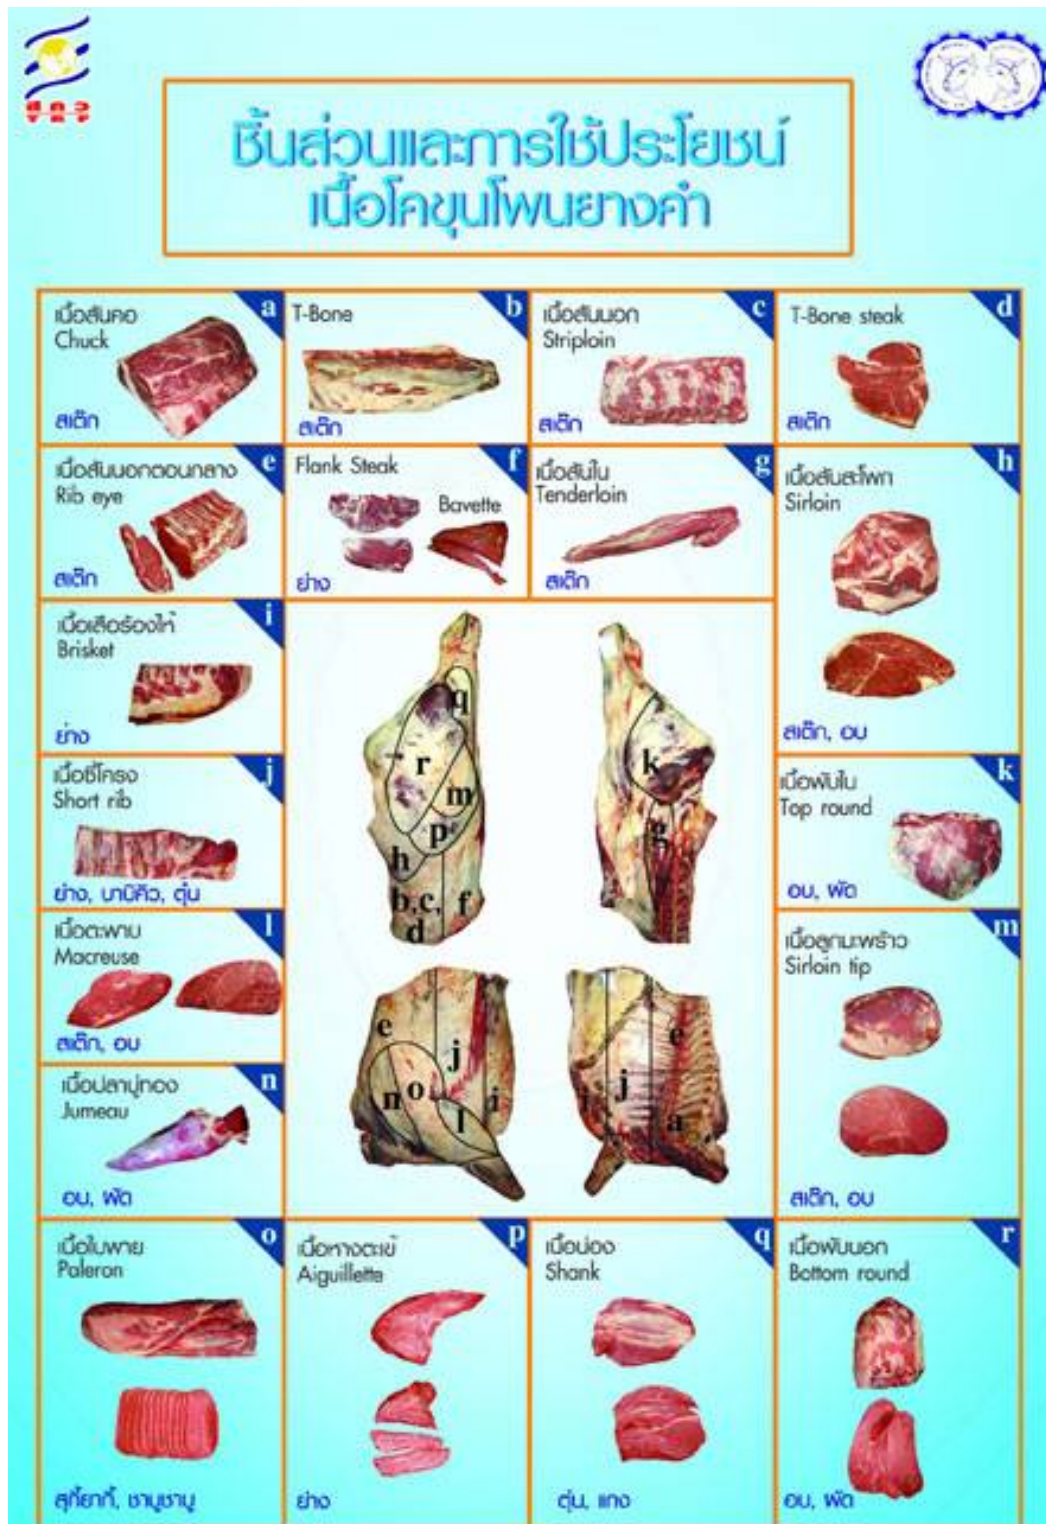 สกว
ชิ้นส่วนและการใช้ประโยชน์
เนื้อโคขุนโพนยางคำ
a
เนื้อสันคอ
Chuck
สเต๊ก
b
T-Bone
สเต๊ก
c
เนื้อสันนอก
Striploin
สเต๊ก
d
T-Bone steak
สเต๊ก
e
เนื้อสันนอกตอนกลาง
Rib eye
สเต๊ก
f
Flank Steak
Bavette
ย่าง
g
เนื้อสันใน
Tenderloin
สเต๊ก
h
เนื้อสันสะโพก
Sirloin
สเต๊ก, อบ
i
เนื้อเสือร้องไห้
Brisket
ย่าง
j
เนื้อซี่โครง
Short rib
ย่าง, บาบิคิว, ตุ๋น
k
เนื้อพับใน
Top round
อบ, ผัด
l
เนื้อตะพาบ
Macreuse
สเต๊ก, อบ
m
เนื้อลูกมะพร้าว
Sirloin tip
สเต๊ก, อบ
n
เนื้อปลาบู่ทอง
Jumeau
อบ, ผัด
q
r
m
p
h
b,c,
d
f
k
g
e
j
n
o
l
i
e
j
i
a
o
เนื้อใบพาย
Paleron
สุกี้ยากี้, ชาบูชาบู
p
เนื้อหางตะเข้
Aiguillette
ย่าง
q
เนื้อน่อง
Shank
ตุ๋น, แกง
r
เนื้อพับนอก
Bottom round
อบ, ผัด